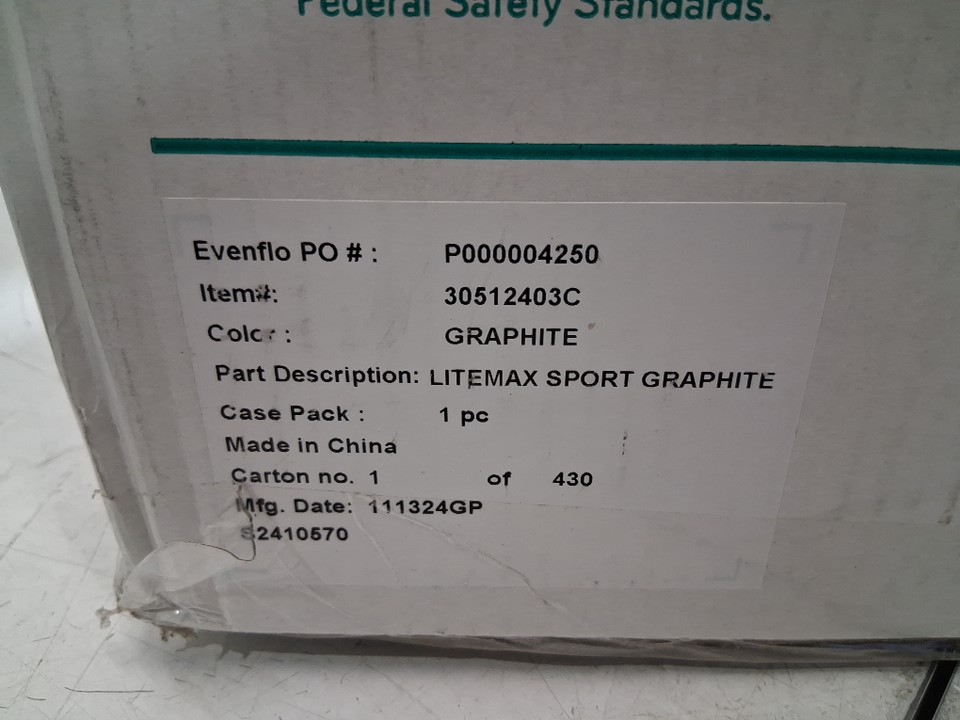 Federal Safety Standards.
Evenflo PO # : P000004250
Item#: 30512403C
Color : GRAPHITE
Part Description: LITEMAX SPORT GRAPHITE
Case Pack : 1 pc
Made in China
Carton no. 1 of 430
Mfg. Date: 111324GP
S2410570